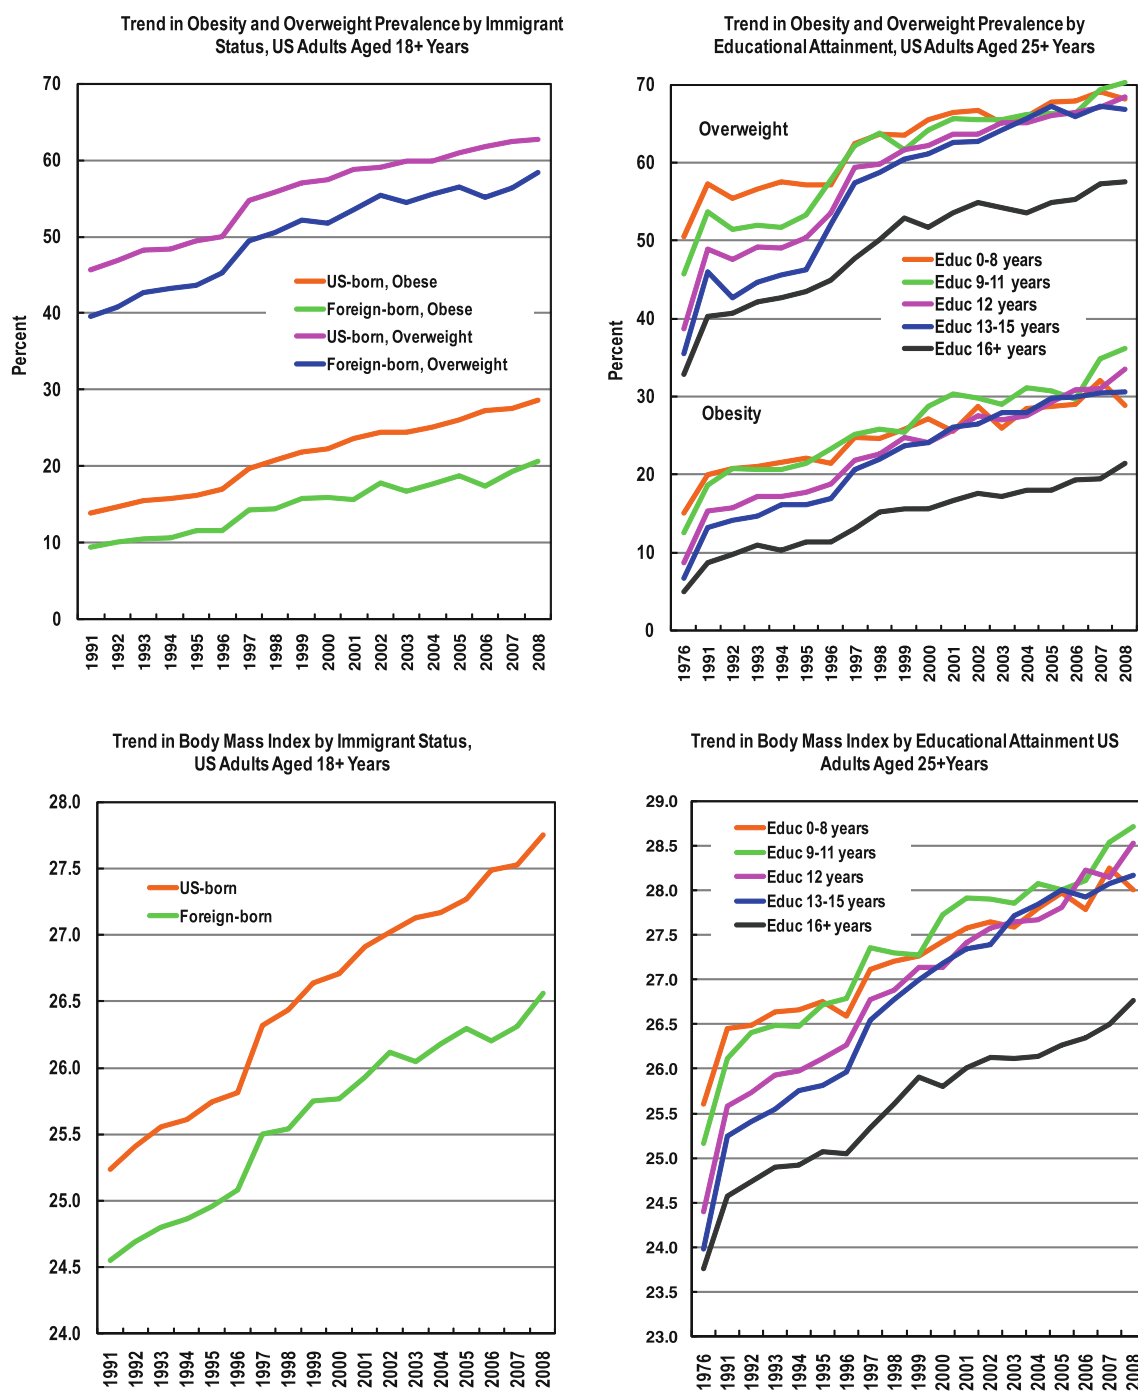 Trend in Obesity and Overweight Prevalence by Immigrant
Status, US Adults Aged 18+ Years
Percent
70
60
50
40
30
20
10
0
US-born, Obese
Foreign-born, Obese
US-born, Overweight
Foreign-born, Overweight
1991 1992 1993 1994 1995 1996 1997 1998 1999 2000 2001 2002 2003 2004 2005 2006 2007 2008
Trend in Obesity and Overweight Prevalence by
Educational Attainment, US Adults Aged 25+ Years
Percent
70
60
50
40
30
20
10
0
Overweight
Educ 0-8 years
Educ 9-11 years
Educ 12 years
Educ 13-15 years
Educ 16+ years
Obesity
1976 1991 1992 1993 1994 1995 1996 1997 1998 1999 2000 2001 2002 2003 2004 2005 2006 2007 2008
Trend in Body Mass Index by Immigrant Status,
US Adults Aged 18+ Years
28.0
27.5
27.0
26.5
26.0
25.5
25.0
24.5
24.0
US-born
Foreign-born
1991 1992 1993 1994 1995 1996 1997 1998 1999 2000 2001 2002 2003 2004 2005 2006 2007 2008
Trend in Body Mass Index by Educational Attainment US
Adults Aged 25+Years
29.0
28.5
28.0
27.5
27.0
26.5
26.0
25.5
25.0
24.5
24.0
23.5
23.0
Educ 0-8 years
Educ 9-11 years
Educ 12 years
Educ 13-15 years
Educ 16+ years
1976 1991 1992 1993 1994 1995 1996 1997 1998 1999 2000 2001 2002 2003 2004 2005 2006 2007 2008